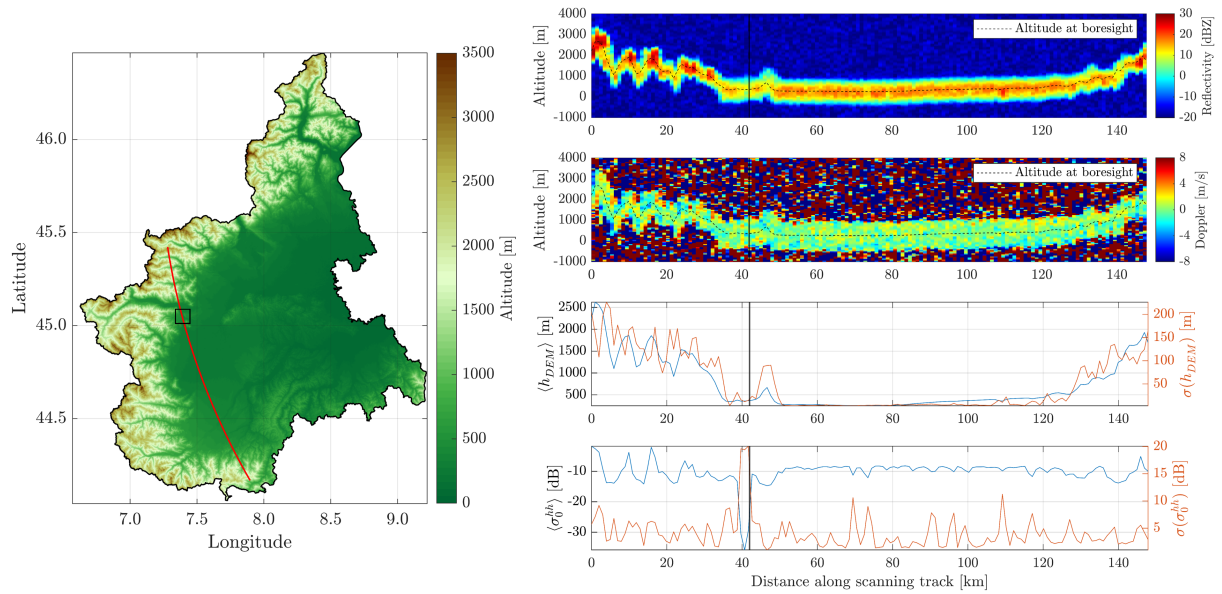 46.0
45.5
45.0
44.5
7.0 7.5 8.0 8.5 9.0
Latitude
Longitude
3500
3000
2500
2000
1500
1000
500
0
Altitude [m]
4000
3000
2000
1000
0
-1000
Altitude [m]
Altitude at boresight
0 20 40 60 80 100 120 140
30
20
10
0
-10
-20
Reflectivity [dBZ]
4000
3000
2000
1000
0
-1000
Altitude [m]
Altitude at boresight
0 20 40 60 80 100 120 140
8
4
0
-4
-8
Doppler [m/s]
2500
2000
1500
1000
500
⟨h_DEM⟩ [m]
200
150
100
50
σ(h_DEM) [m]
0 20 40 60 80 100 120 140
-10
-20
-30
⟨σ_0^hh⟩ [dB]
20
15
10
5
σ(σ_0^hh) [dB]
0 20 40 60 80 100 120 140
Distance along scanning track [km]